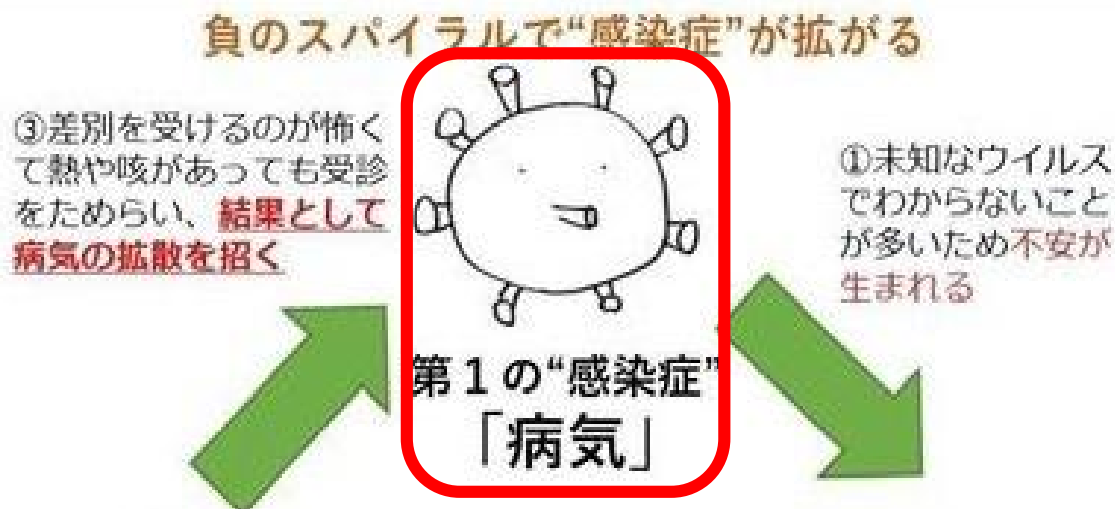 負のスパイラルで“感染症”が拡がる
③差別を受けるのが怖く
て熱や咳があっても受診
をためらい、結果として
病気の拡散を招く
①未知なウイルス
でわからないこと
が多いため不安が
生まれる
第１の“感染症”
「病気」